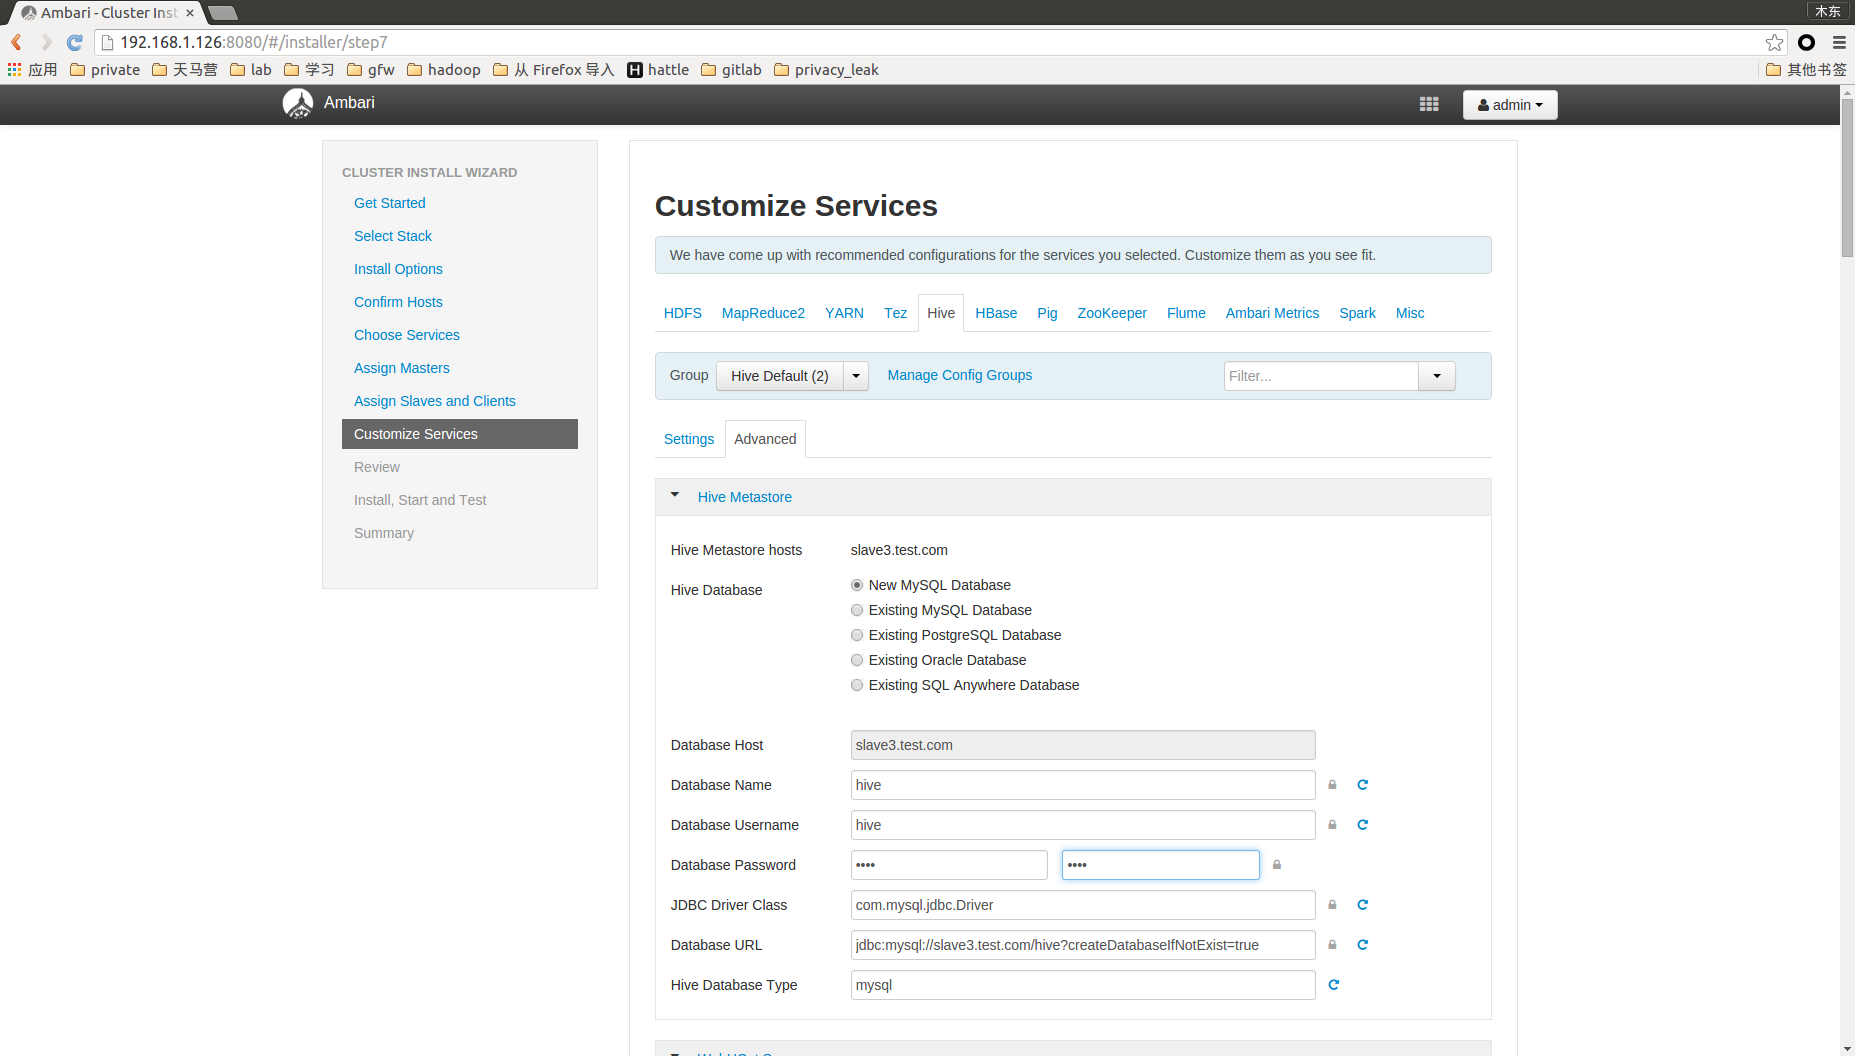 Ambari - Cluster Inst
木东
192.168.1.126:8080/#/installer/step7
应用 private 天马营 lab 学习 gfw hadoop 从 Firefox 导入 H hattle gitlab privacy_leak 其他书签
Ambari
admin
CLUSTER INSTALL WIZARD
Get Started
Select Stack
Install Options
Confirm Hosts
Choose Services
Assign Masters
Assign Slaves and Clients
Customize Services
Review
Install, Start and Test
Summary
Customize Services
We have come up with recommended configurations for the services you selected. Customize them as you see fit.
HDFS MapReduce2 YARN Tez Hive HBase Pig ZooKeeper Flume Ambari Metrics Spark Misc
Group Hive Default (2) Manage Config Groups Filter...
Settings Advanced
Hive Metastore
Hive Metastore hosts slave3.test.com
Hive Database New MySQL Database
Existing MySQL Database
Existing PostgreSQL Database
Existing Oracle Database
Existing SQL Anywhere Database
Database Host slave3.test.com
Database Name hive
Database Username hive
Database Password •••• ••••
JDBC Driver Class com.mysql.jdbc.Driver
Database URL jdbc:mysql://slave3.test.com/hive?createDatabaseIfNotExist=true
Hive Database Type mysql